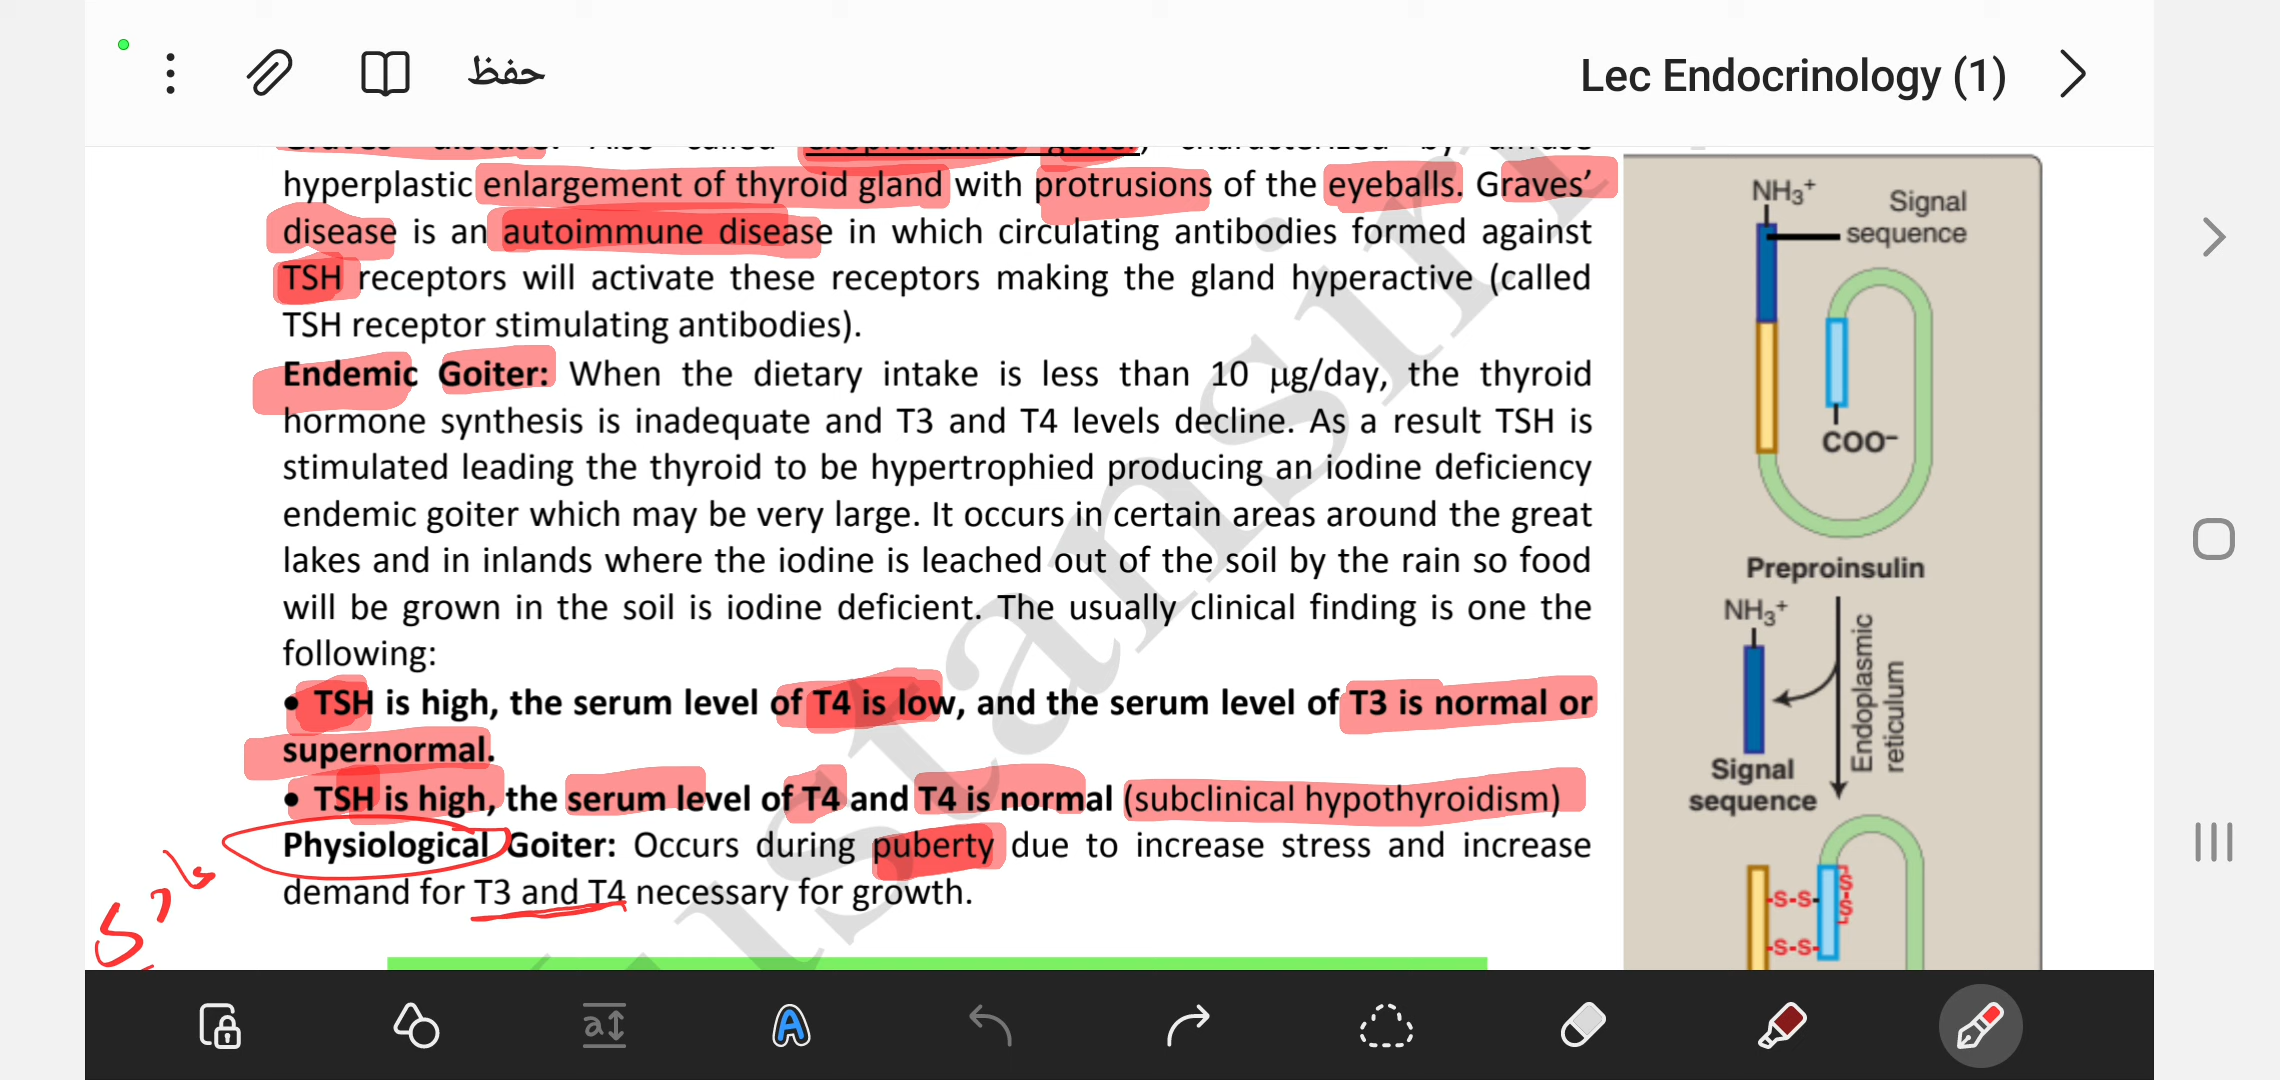 حفظ
Lec Endocrinology (1)
Graves' disease: Also called exophthalmic goiter, characterized by diffuse
hyperplastic enlargement of thyroid gland with protrusions of the eyeballs. Graves'
disease is an autoimmune disease in which circulating antibodies formed against
TSH receptors will activate these receptors making the gland hyperactive (called
TSH receptor stimulating antibodies).
Endemic Goiter: When the dietary intake is less than 10 µg/day, the thyroid
hormone synthesis is inadequate and T3 and T4 levels decline. As a result TSH is
stimulated leading the thyroid to be hypertrophied producing an iodine deficiency
endemic goiter which may be very large. It occurs in certain areas around the great
lakes and in inlands where the iodine is leached out of the soil by the rain so food
will be grown in the soil is iodine deficient. The usually clinical finding is one the
following:
• TSH is high, the serum level of T4 is low, and the serum level of T3 is normal or
supernormal.
• TSH is high, the serum level of T4 and T4 is normal (subclinical hypothyroidism)
Physiological Goiter: Occurs during puberty due to increase stress and increase
demand for T3 and T4 necessary for growth.
NH3+
Signal
sequence
COO−
Preproinsulin
NH3+
Endoplasmic
reticulum
Signal
sequence
S-S
S-S
S-S
a
A